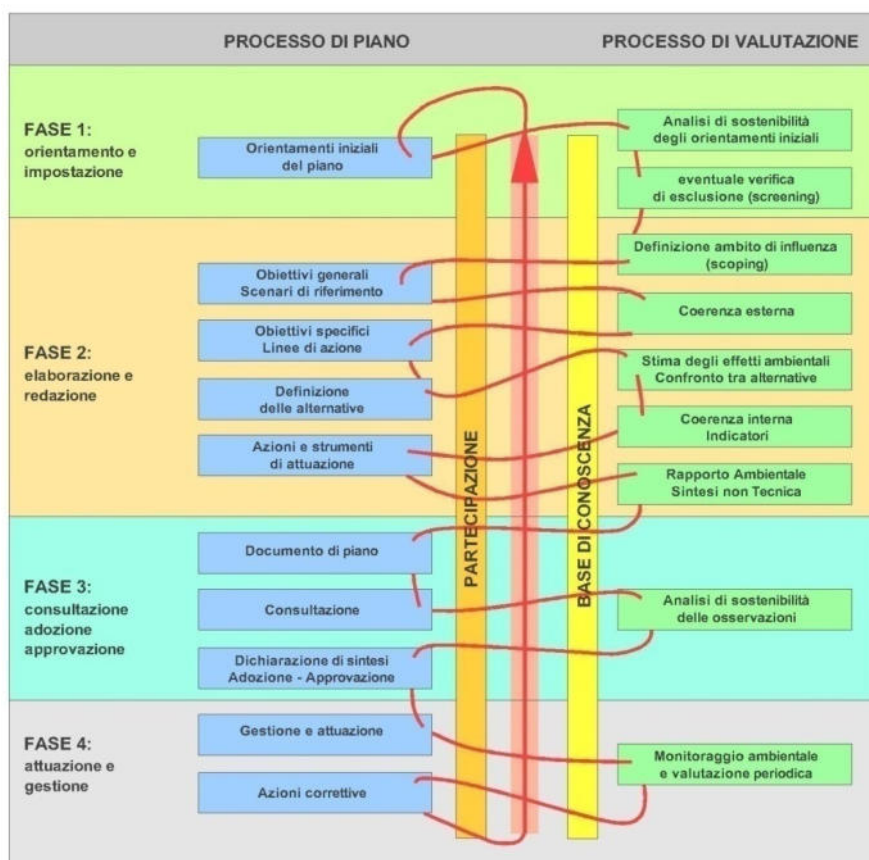 PROCESSO DI PIANO
PROCESSO DI VALUTAZIONE
FASE 1:
orientamento e
impostazione
Orientamenti iniziali
del piano
Analisi di sostenibilità
degli orientamenti iniziali
eventuale verifica
di esclusione (screening)
FASE 2:
elaborazione e
redazione
Obiettivi generali
Scenari di riferimento
Obiettivi specifici
Linee di azione
Definizione
delle alternative
Azioni e strumenti
di attuazione
Definizione ambito di influenza
(scoping)
Coerenza esterna
Stima degli effetti ambientali
Confronto tra alternative
Coerenza interna
Indicatori
Rapporto Ambientale
Sintesi non Tecnica
PARTECIPAZIONE
BASE DI CONOSCENZA
FASE 3:
consultazione
adozione
approvazione
Documento di piano
Consultazione
Dichiarazione di sintesi
Adozione - Approvazione
Analisi di sostenibilità
delle osservazioni
FASE 4:
attuazione e
gestione
Gestione e attuazione
Azioni correttive
Monitoraggio ambientale
e valutazione periodica